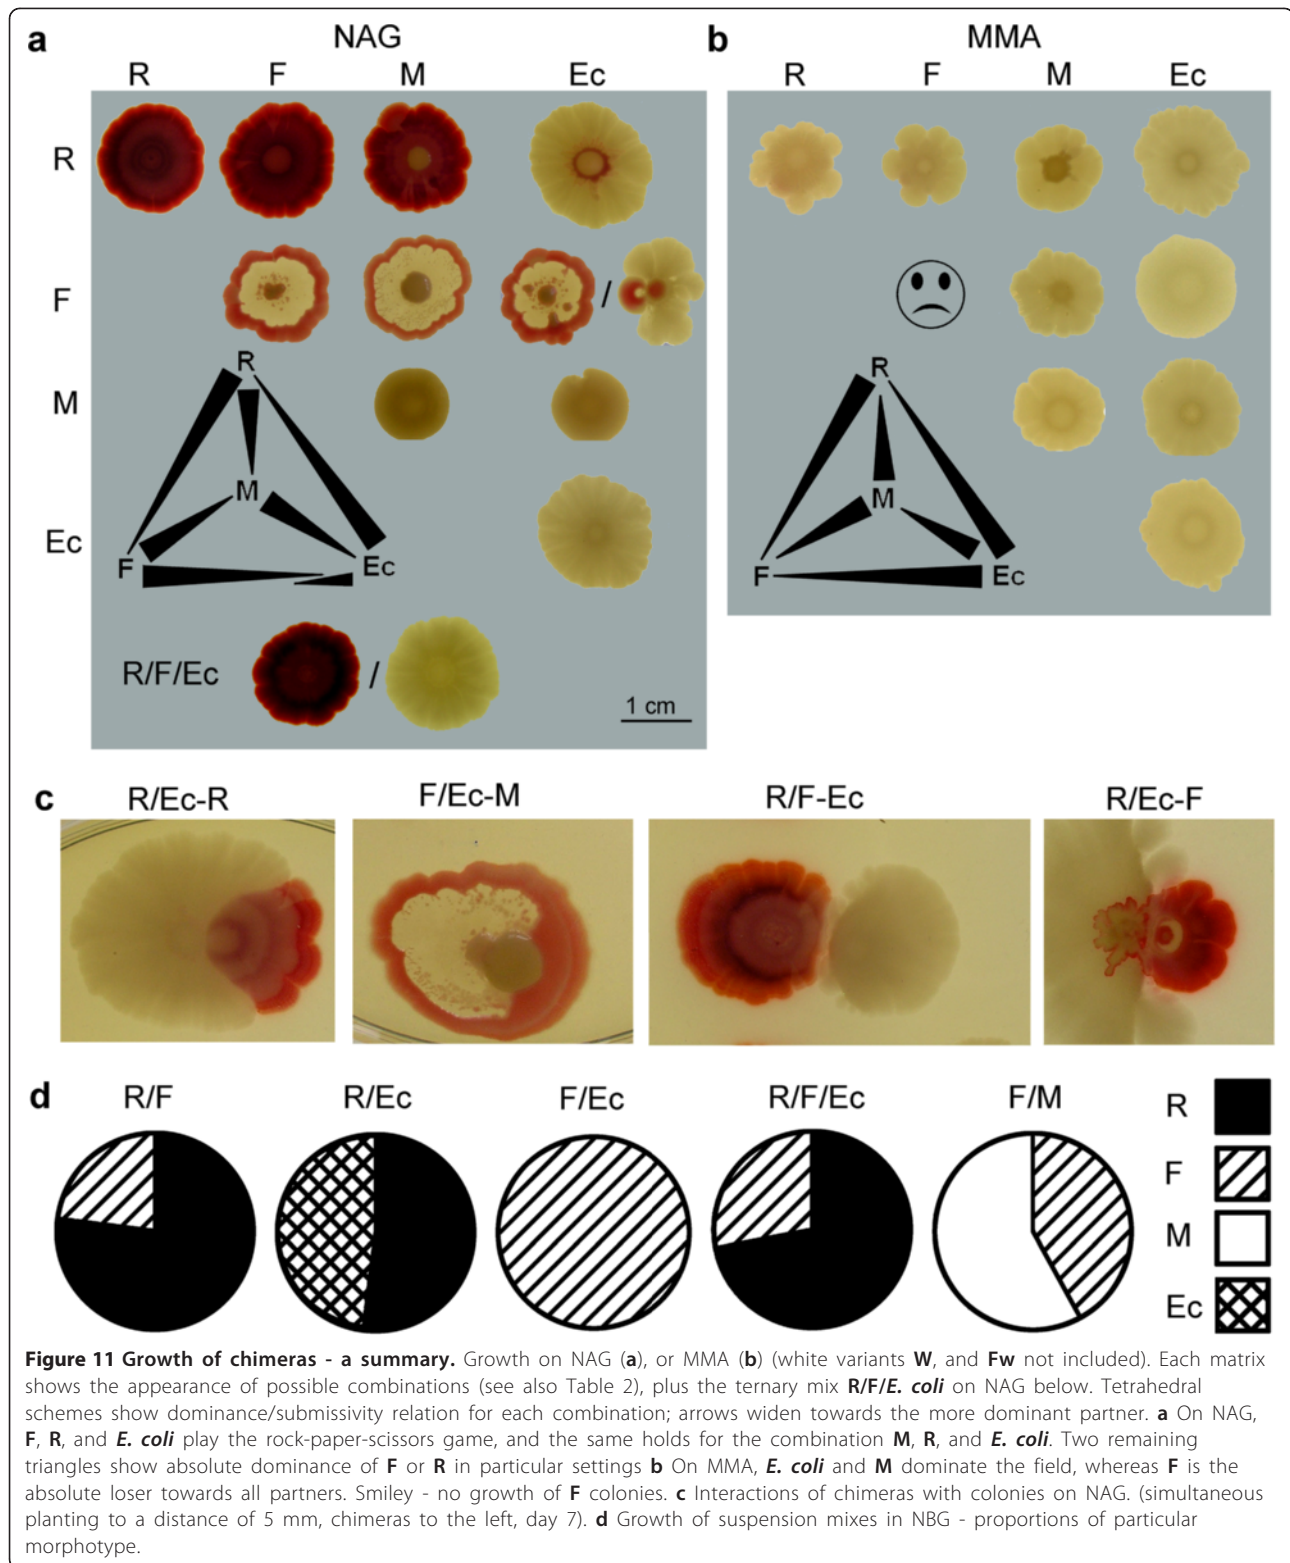 a NAG
R F M Ec
R
F /
M
Ec
R
M
F Ec
R/F/Ec /
1 cm
b MMA
R F M Ec
R
M
F Ec
c R/Ec-R F/Ec-M R/F-Ec R/Ec-F
d R/F R/Ec F/Ec R/F/Ec F/M
R
F
M
Ec
Figure 11 Growth of chimeras - a summary. Growth on NAG (a), or MMA (b) (white variants W, and Fw not included). Each matrix
shows the appearance of possible combinations (see also Table 2), plus the ternary mix R/F/E. coli on NAG below. Tetrahedral
schemes show dominance/submissivity relation for each combination; arrows widen towards the more dominant partner. a On NAG,
F, R, and E. coli play the rock-paper-scissors game, and the same holds for the combination M, R, and E. coli. Two remaining
triangles show absolute dominance of F or R in particular settings b On MMA, E. coli and M dominate the field, whereas F is the
absolute loser towards all partners. Smiley - no growth of F colonies. c Interactions of chimeras with colonies on NAG. (simultaneous
planting to a distance of 5 mm, chimeras to the left, day 7). d Growth of suspension mixes in NBG - proportions of particular
morphotype.